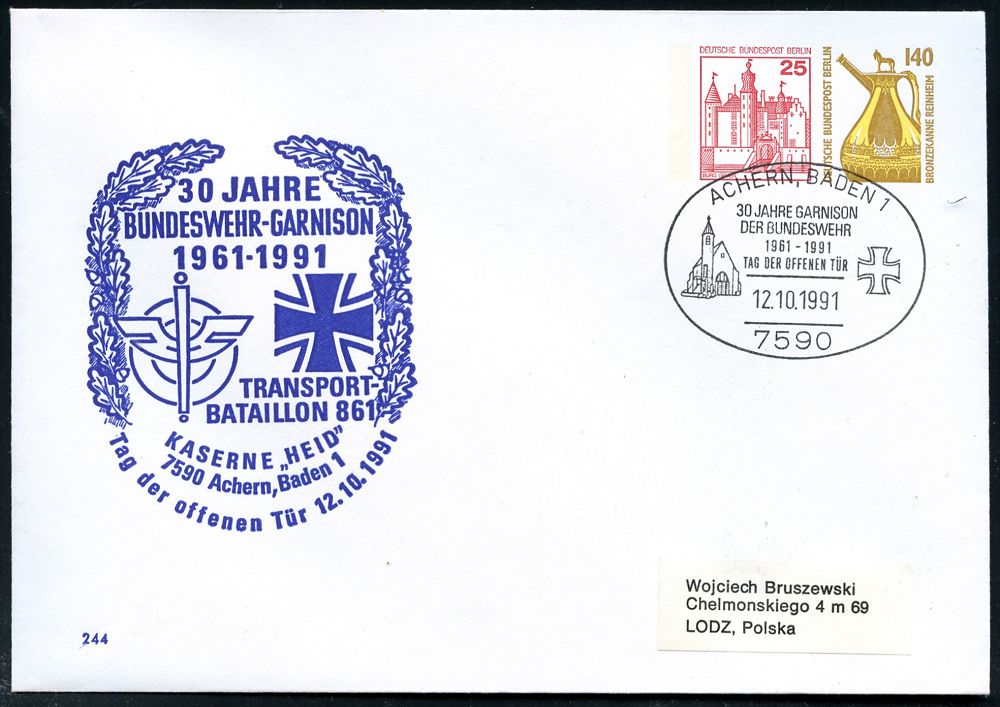 30 JAHRE
BUNDESWEHR-GARNISON
1961-1991
TRANSPORT-
BATAILLON 861
KASERNE „HEID"
7590 Achern, Baden 1
Tag der offenen Tür 12.10.1991
244
DEUTSCHE BUNDESPOST BERLIN
25
BURG
DEUTSCHE BUNDESPOST BERLIN
140
BRONZEKANNE REINHEIM
ACHERN, BADEN 1
30 JAHRE GARNISON
DER BUNDESWEHR
1961 - 1991
TAG DER OFFENEN TÜR
12.10.1991
7590
Wojciech Bruszewski
Chelmonskiego 4 m 69
LODZ, Polska